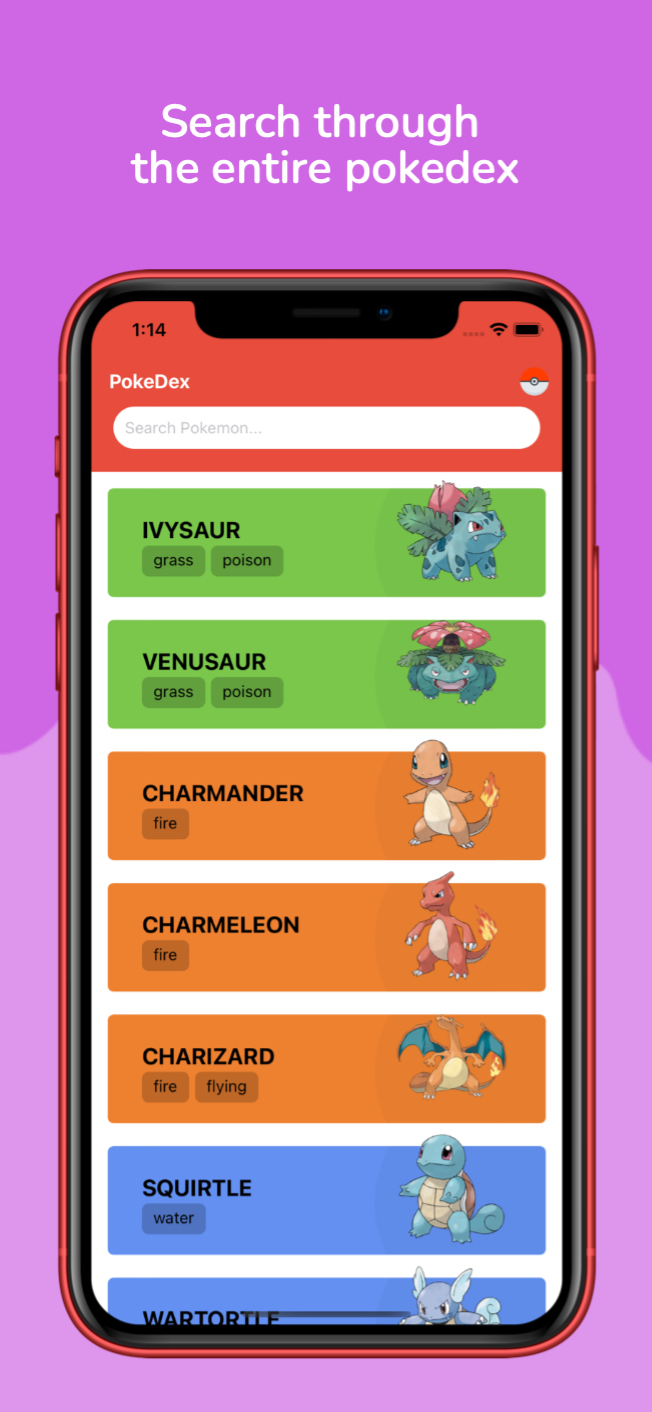 Search through
the entire pokedex
1:14
PokeDex
Search Pokemon...
IVYSAUR
grass poison
VENUSAUR
grass poison
CHARMANDER
fire
CHARMELEON
fire
CHARIZARD
fire flying
SQUIRTLE
water
WARTORTLE